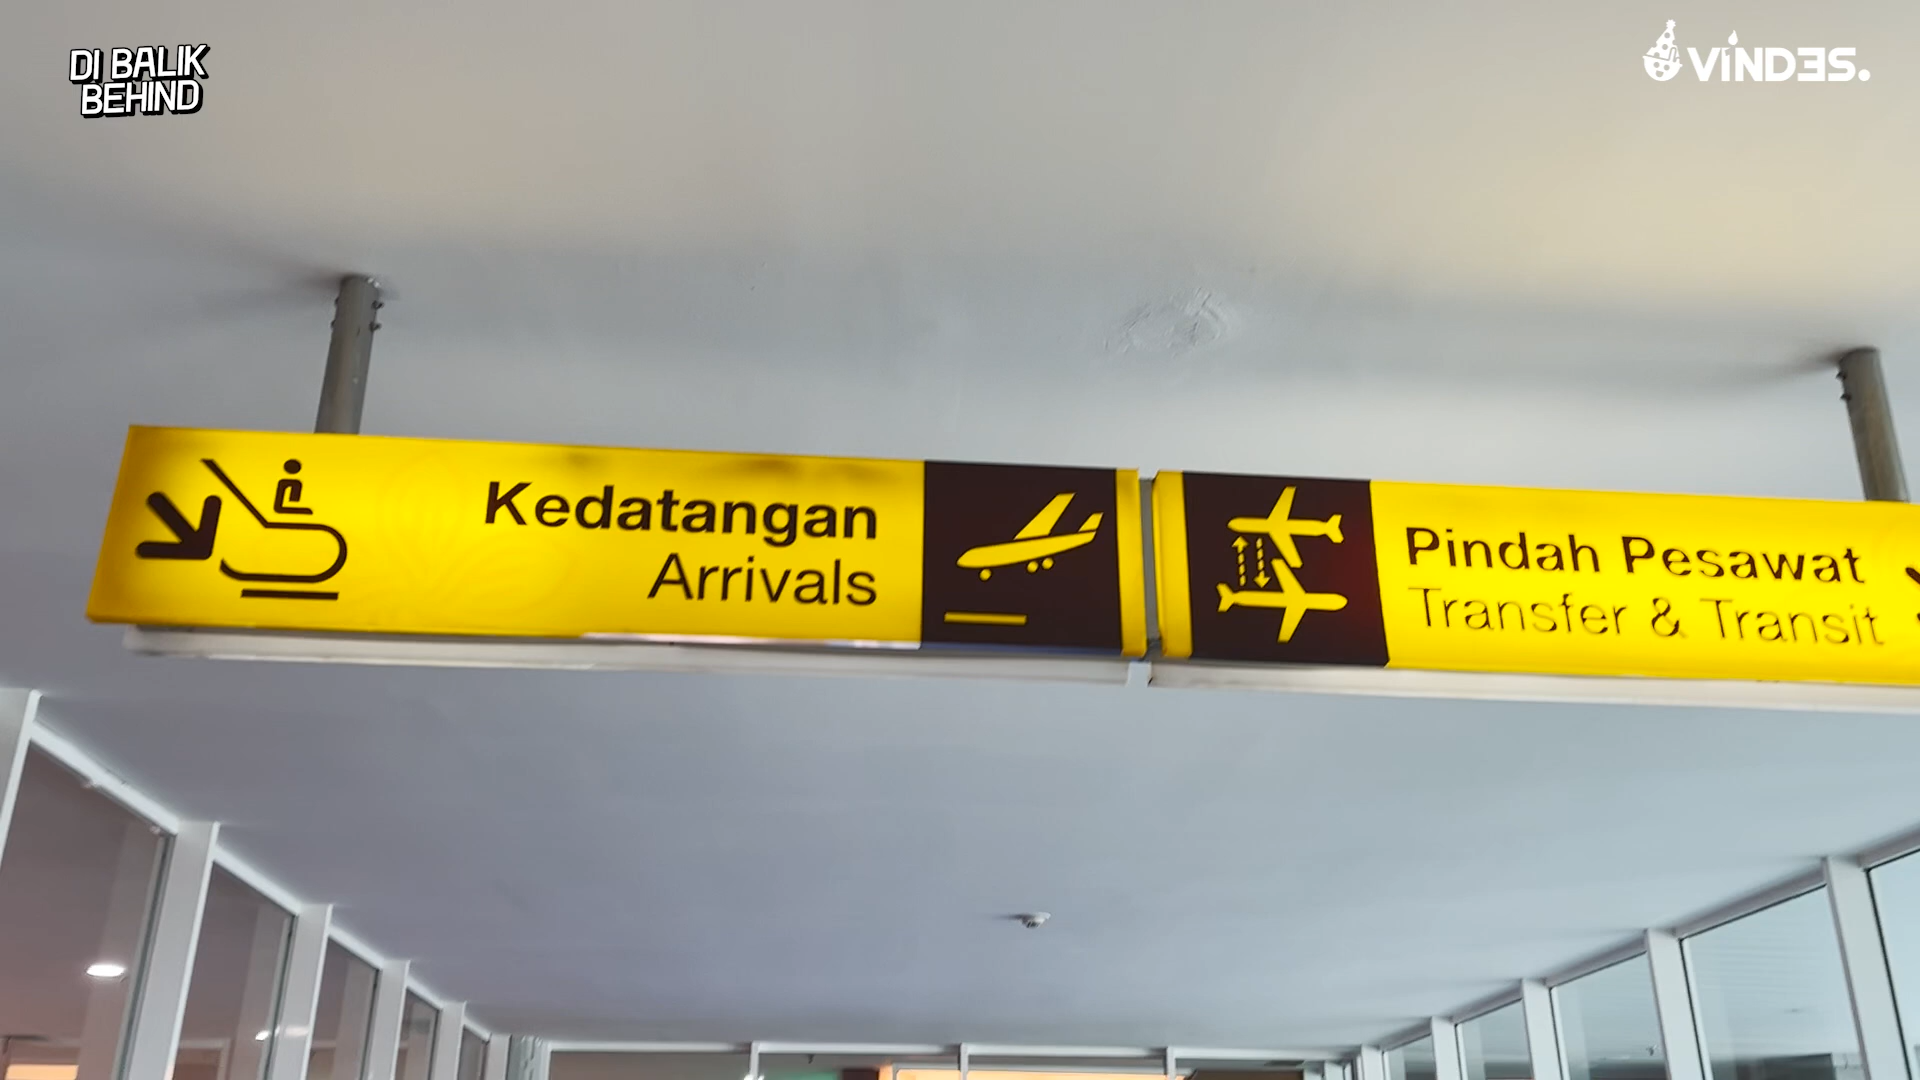 DI BALIK
BEHIND
VINDES.
Kedatangan
Arrivals
Pindah Pesawat
Transfer & Transit